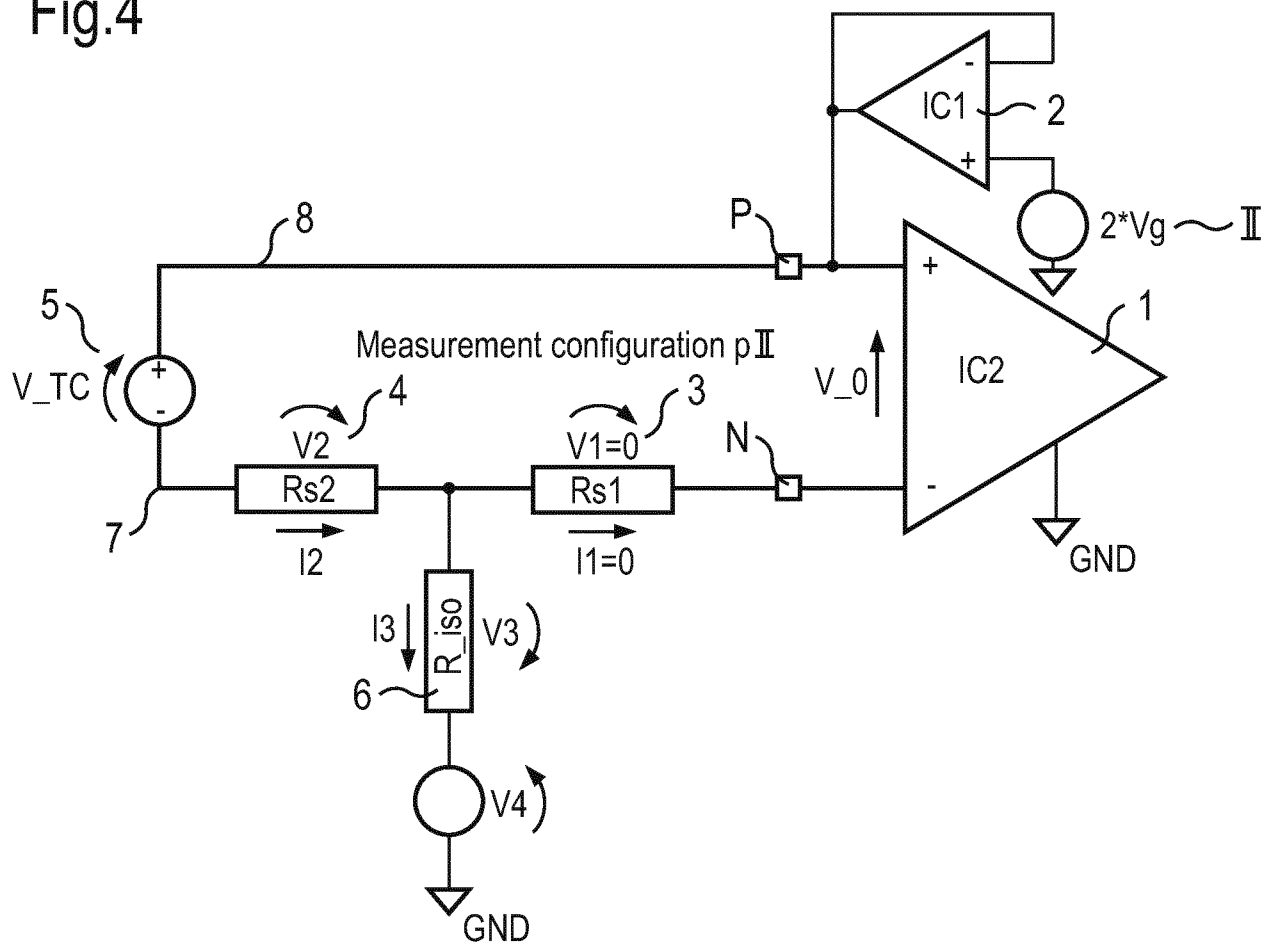 Fig.4
-
IC1
2
+
8
P
2*Vg
II
+
5
1
Measurement configuration pII
V_TC
+
-
V_0
IC2
4
3
V2
V1=0
N
Rs2
Rs1
-
7
I2
I1=0
GND
I3
R_iso
V3
6
V4
GND